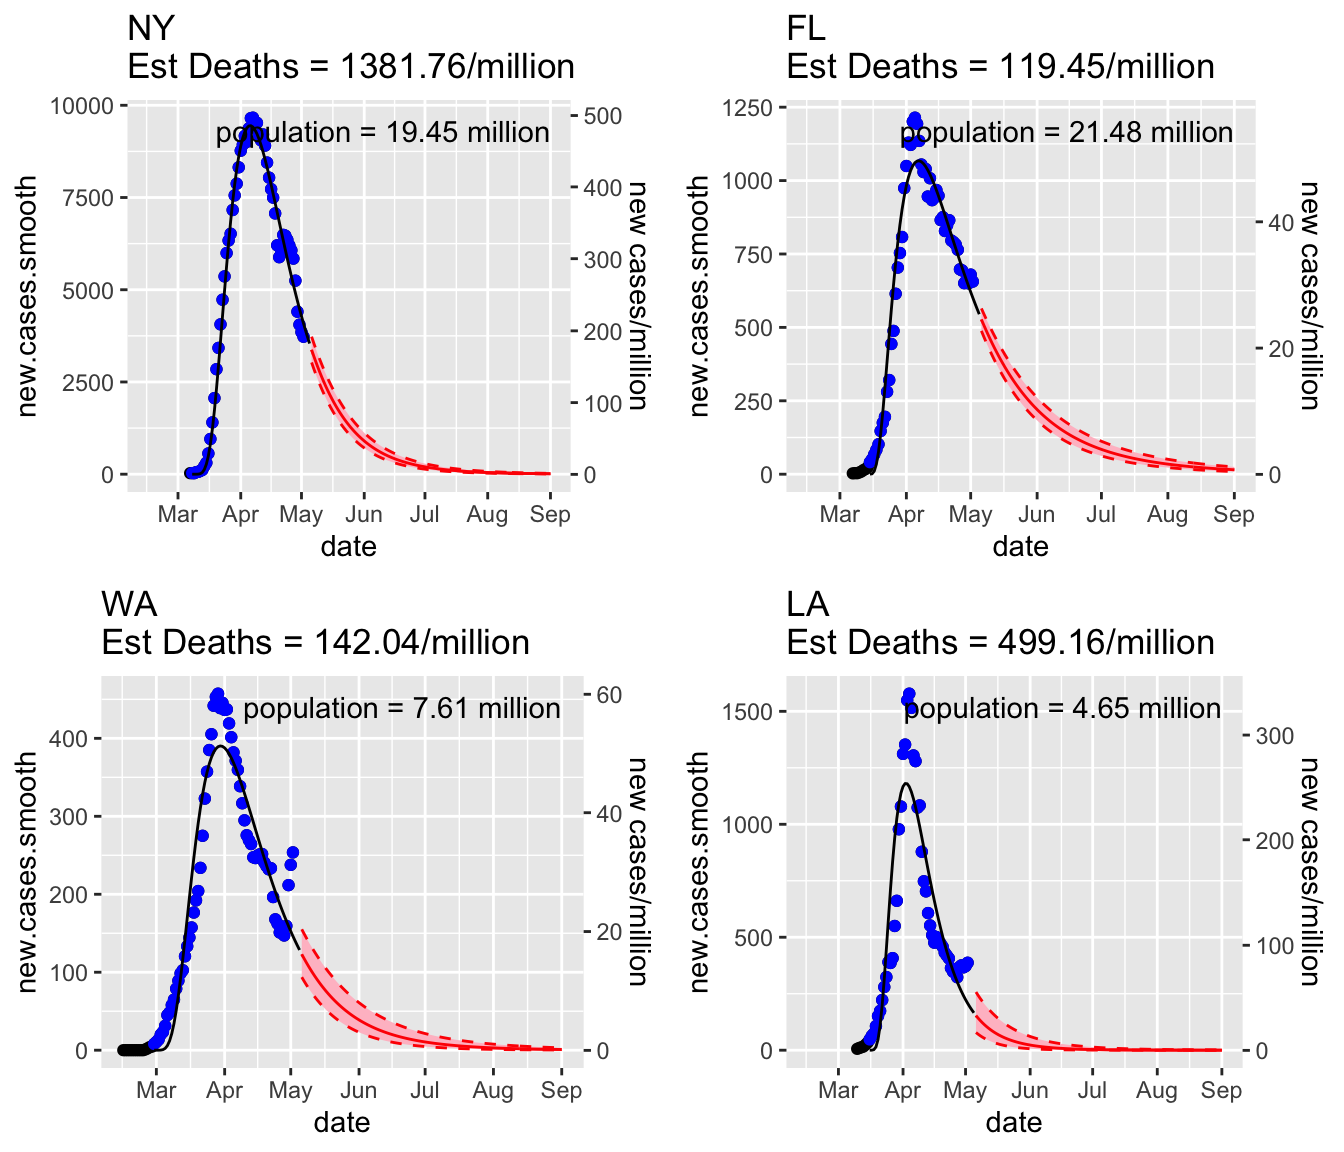 NY
Est Deaths = 1381.76/million
population = 19.45 million
10000
7500
5000
2500
0
500
400
300
200
100
0
new.cases.smooth
new cases/million
Mar Apr May Jun Jul Aug Sep
date
FL
Est Deaths = 119.45/million
population = 21.48 million
1250
1000
750
500
250
0
40
20
0
new.cases.smooth
new cases/million
Mar Apr May Jun Jul Aug Sep
date
WA
Est Deaths = 142.04/million
population = 7.61 million
400
300
200
100
0
60
40
20
0
new.cases.smooth
new cases/million
Mar Apr May Jun Jul Aug Sep
date
LA
Est Deaths = 499.16/million
population = 4.65 million
1500
1000
500
0
300
200
100
0
new.cases.smooth
new cases/million
Mar Apr May Jun Jul Aug Sep
date